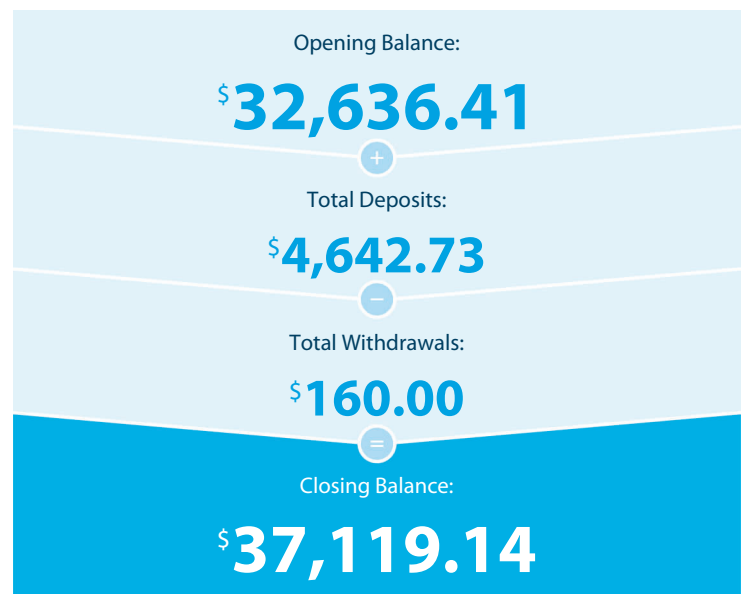 Opening Balance:
$32,636.41
+
Total Deposits:
$4,642.73
−
Total Withdrawals:
$160.00
=
Closing Balance:
$37,119.14